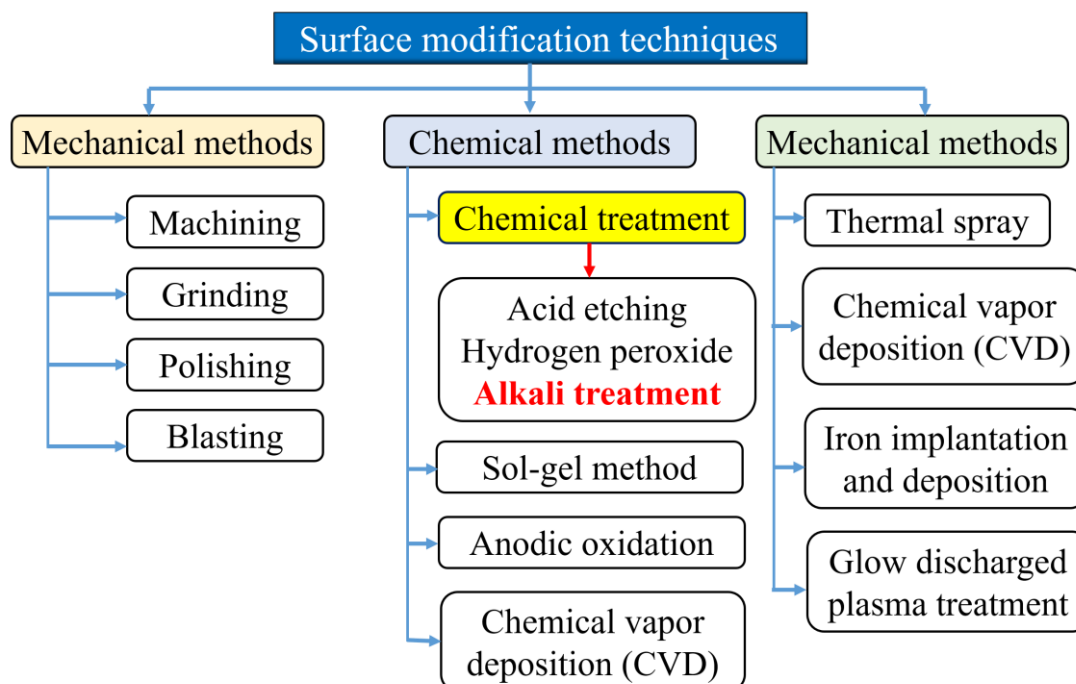 Surface modification techniques
Mechanical methods
Machining
Grinding
Polishing
Blasting
Chemical methods
Chemical treatment
Acid etching
Hydrogen peroxide
Alkali treatment
Sol-gel method
Anodic oxidation
Chemical vapor
deposition (CVD)
Mechanical methods
Thermal spray
Chemical vapor
deposition (CVD)
Iron implantation
and deposition
Glow discharged
plasma treatment